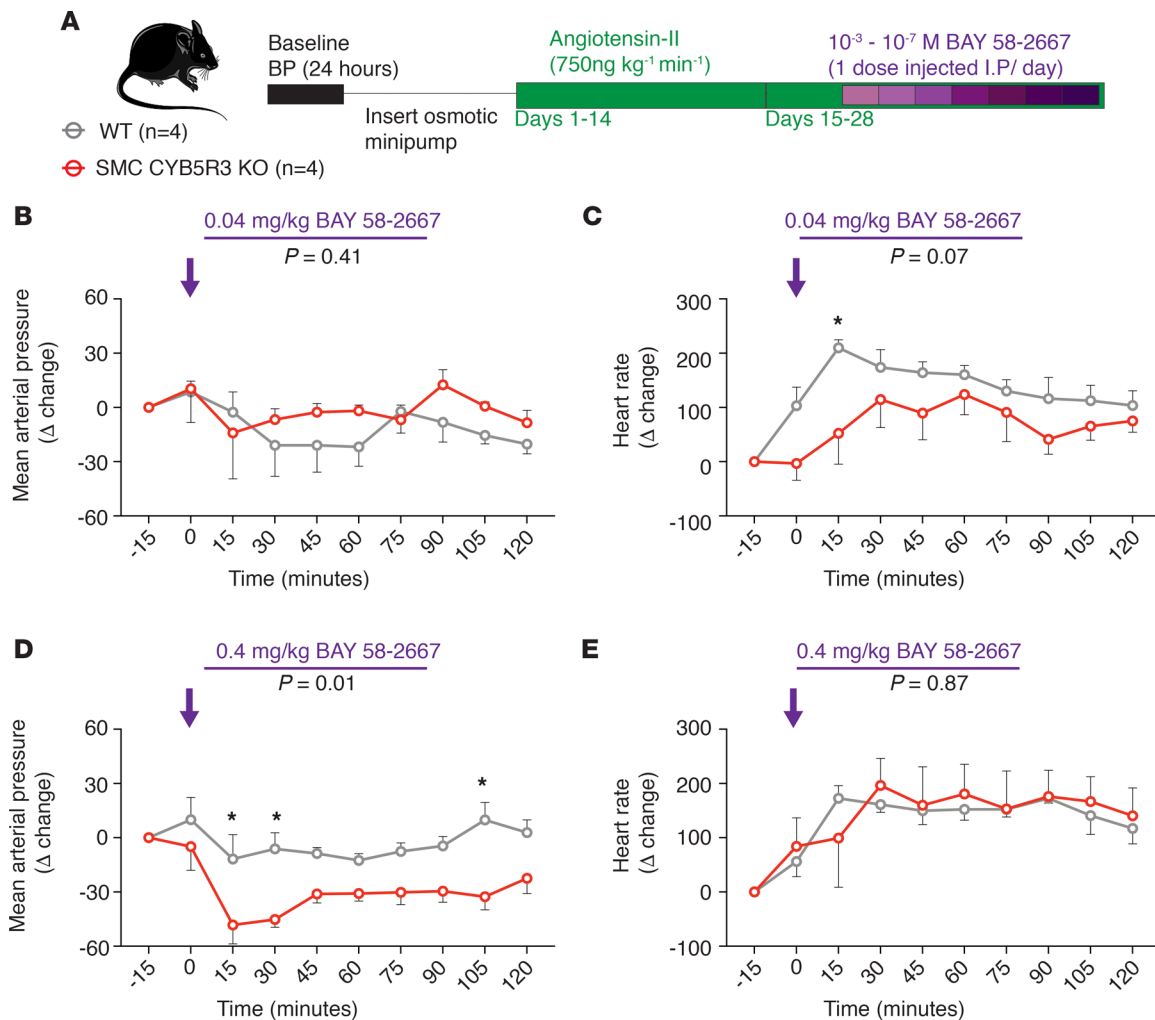 A
Baseline
BP (24 hours)
Insert osmotic
minipump
Angiotensin-II
(750ng kg⁻¹ min⁻¹)
Days 1-14
Days 15-28
10⁻³ - 10⁻⁷ M BAY 58-2667
(1 dose injected I.P/ day)
WT (n=4)
SMC CYB5R3 KO (n=4)
B
0.04 mg/kg BAY 58-2667
P = 0.41
Mean arterial pressure
(Δ change)
60
30
0
-30
-60
-15 0 15 30 45 60 75 90 105 120
Time (minutes)
C
0.04 mg/kg BAY 58-2667
P = 0.07
*
Heart rate
(Δ change)
300
200
100
0
-100
-15 0 15 30 45 60 75 90 105 120
Time (minutes)
D
0.4 mg/kg BAY 58-2667
P = 0.01
* * *
Mean arterial pressure
(Δ change)
60
30
0
-30
-60
-15 0 15 30 45 60 75 90 105 120
Time (minutes)
E
0.4 mg/kg BAY 58-2667
P = 0.87
Heart rate
(Δ change)
300
200
100
0
-100
-15 0 15 30 45 60 75 90 105 120
Time (minutes)